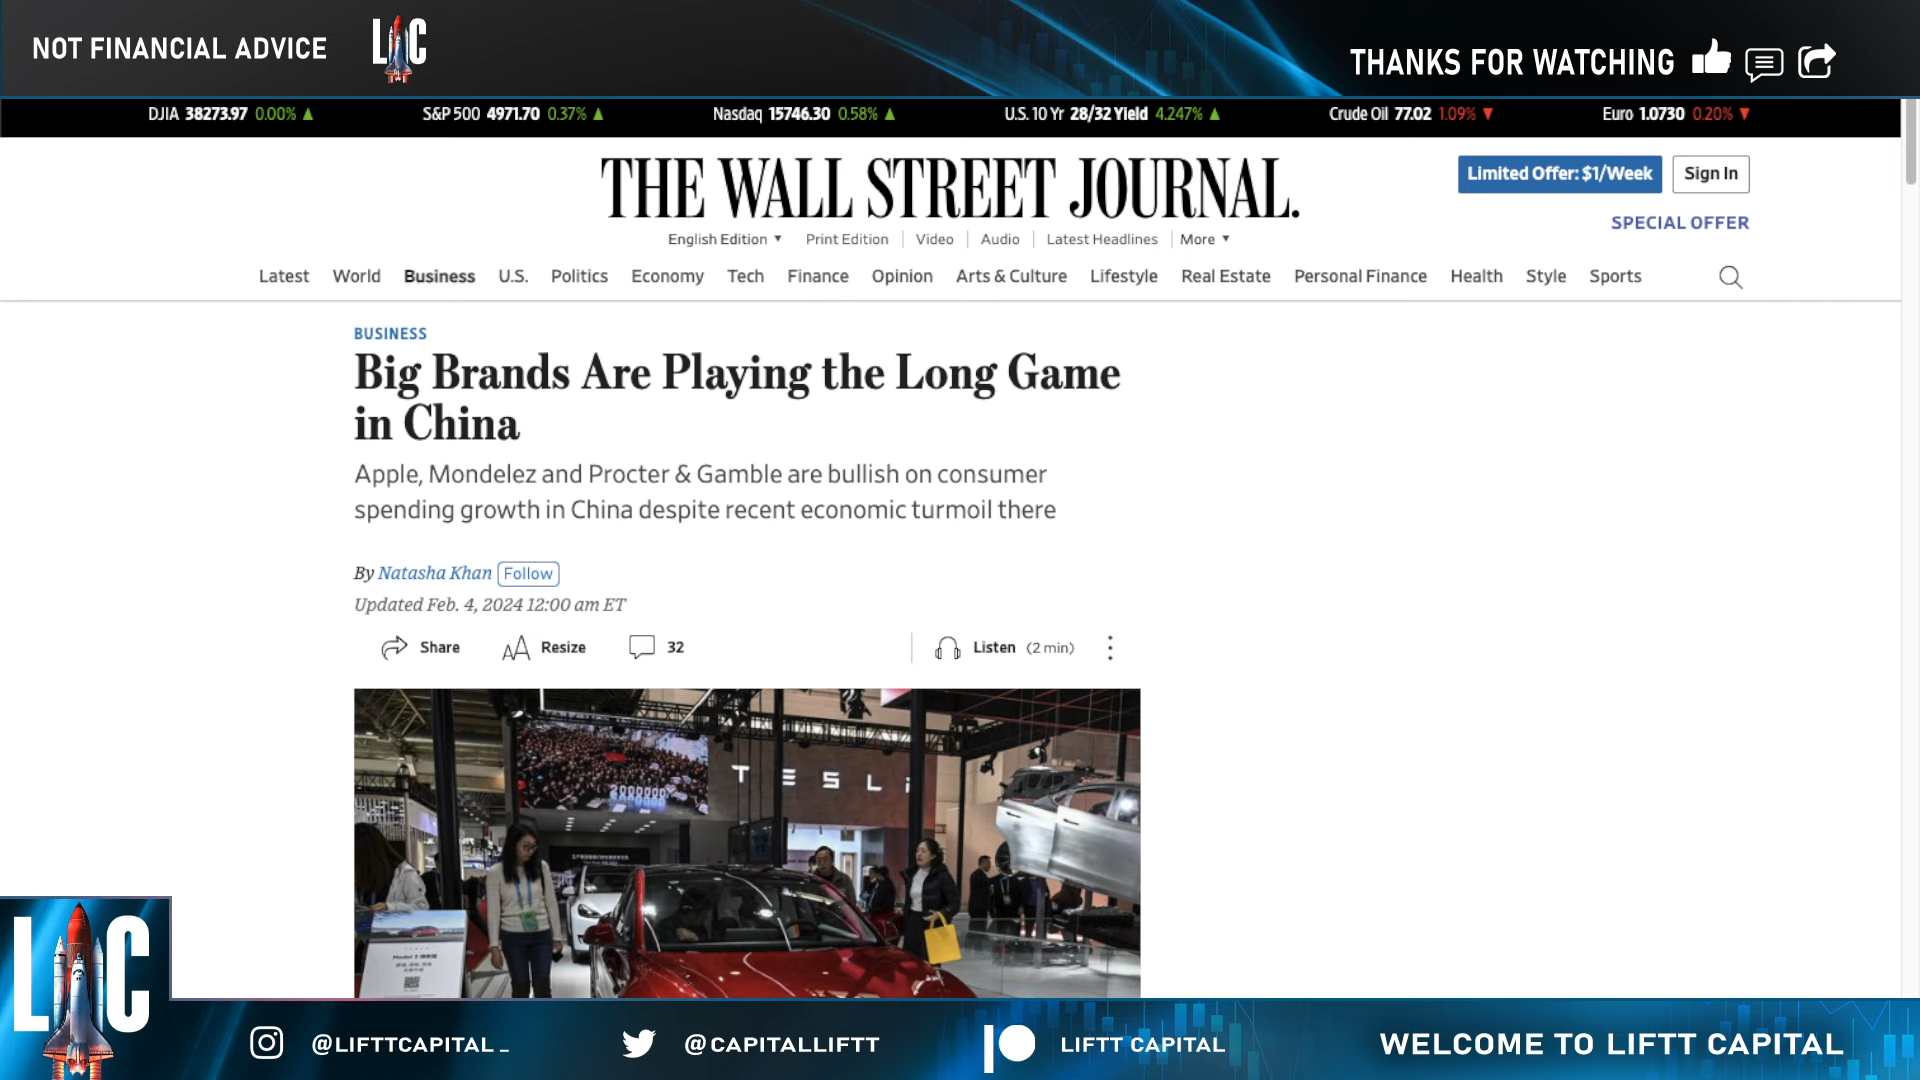 NOT FINANCIAL ADVICE
LC
THANKS FOR WATCHING
DJIA 38273.97 0.00% ▲
S&P 500 4971.70 0.37% ▲
Nasdaq 15746.30 0.58% ▲
U.S. 10 Yr 28/32 Yield 4.247% ▲
Crude Oil 77.02 1.09% ▼
Euro 1.0730 0.20% ▼
THE WALL STREET JOURNAL.
Limited Offer: $1/Week
Sign In
SPECIAL OFFER
English Edition ▼ Print Edition Video Audio Latest Headlines More ▼
Latest World Business U.S. Politics Economy Tech Finance Opinion Arts & Culture Lifestyle Real Estate Personal Finance Health Style Sports
BUSINESS
Big Brands Are Playing the Long Game
in China
Apple, Mondelez and Procter & Gamble are bullish on consumer
spending growth in China despite recent economic turmoil there
By Natasha Khan Follow
Updated Feb. 4, 2024 12:00 am ET
Share Resize 32 Listen (2 min)
TESL
2000000
LC
@LIFTTCAPITAL_
@CAPITALLIFTT
LIFTT CAPITAL
WELCOME TO LIFTT CAPITAL